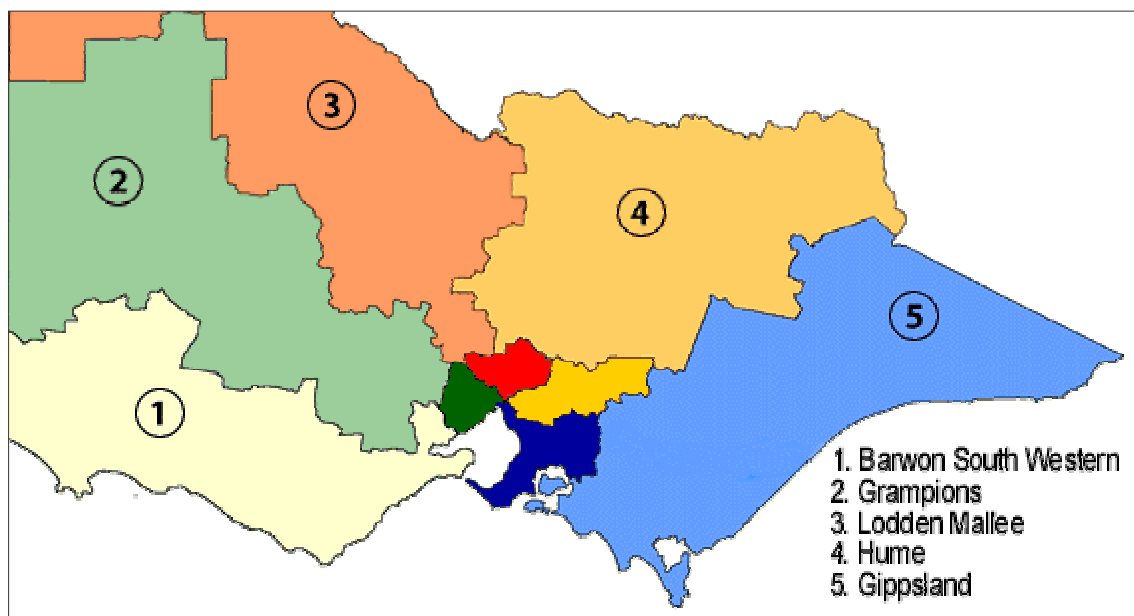 3
2
4
5
1
1. Barwon South Western
2. Grampions
3. Lodden Mallee
4. Hume
5. Gippsland